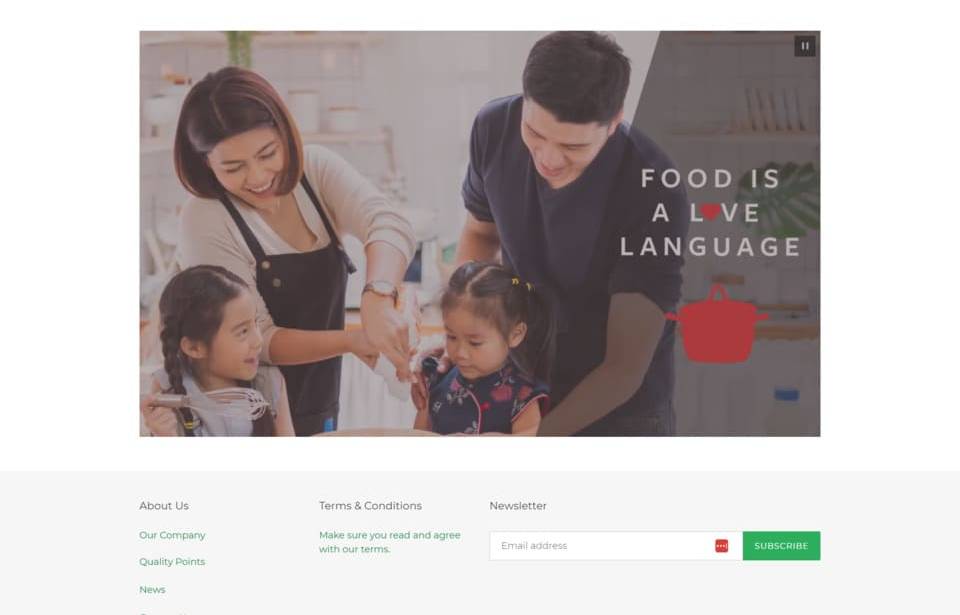 FOOD IS
A L♥VE
LANGUAGE
About Us
Our Company
Quality Points
News
Terms & Conditions
Make sure you read and agree
with our terms.
Newsletter
Email address
SUBSCRIBE